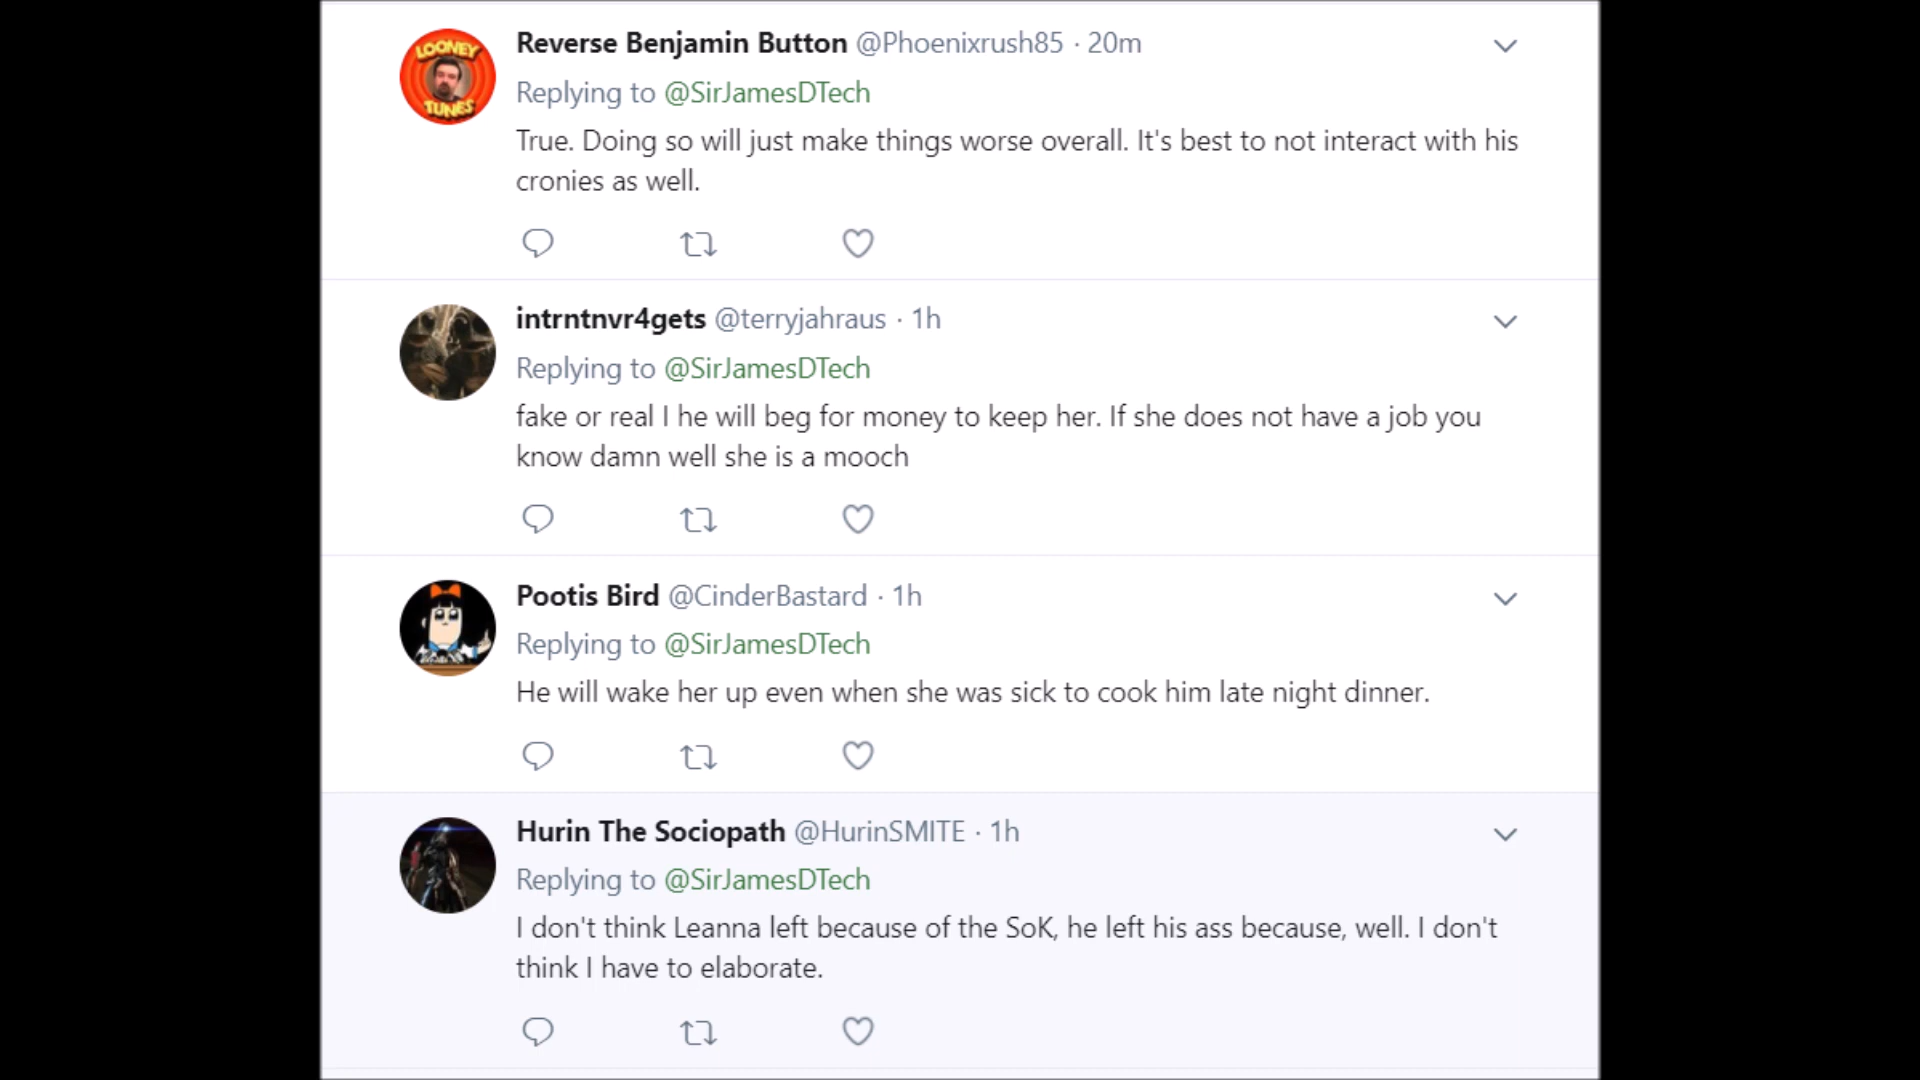 LOONEY
TUNES
Reverse Benjamin Button @Phoenixrush85 · 20m
Replying to @SirJamesDTech
True. Doing so will just make things worse overall. It's best to not interact with his
cronies as well.
intrntnvr4gets @terryjahraus · 1h
Replying to @SirJamesDTech
fake or real I he will beg for money to keep her. If she does not have a job you
know damn well she is a mooch
Pootis Bird @CinderBastard · 1h
Replying to @SirJamesDTech
He will wake her up even when she was sick to cook him late night dinner.
Hurin The Sociopath @HurinSMITE · 1h
Replying to @SirJamesDTech
I don't think Leanna left because of the SoK, he left his ass because, well. I don't
think I have to elaborate.